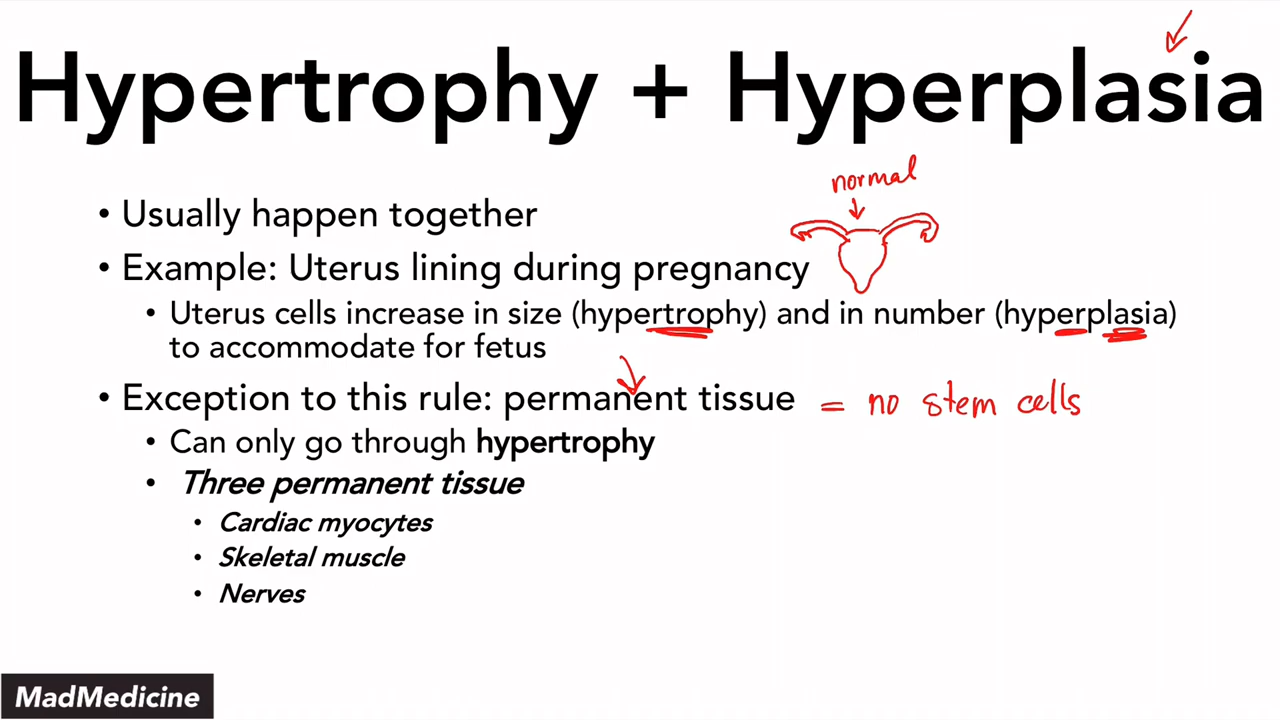 Hypertrophy + Hyperplasia
normal
• Usually happen together
• Example: Uterus lining during pregnancy
• Uterus cells increase in size (hypertrophy) and in number (hyperplasia)
to accommodate for fetus
• Exception to this rule: permanent tissue = no stem cells
• Can only go through hypertrophy
• Three permanent tissue
• Cardiac myocytes
• Skeletal muscle
• Nerves
MadMedicine